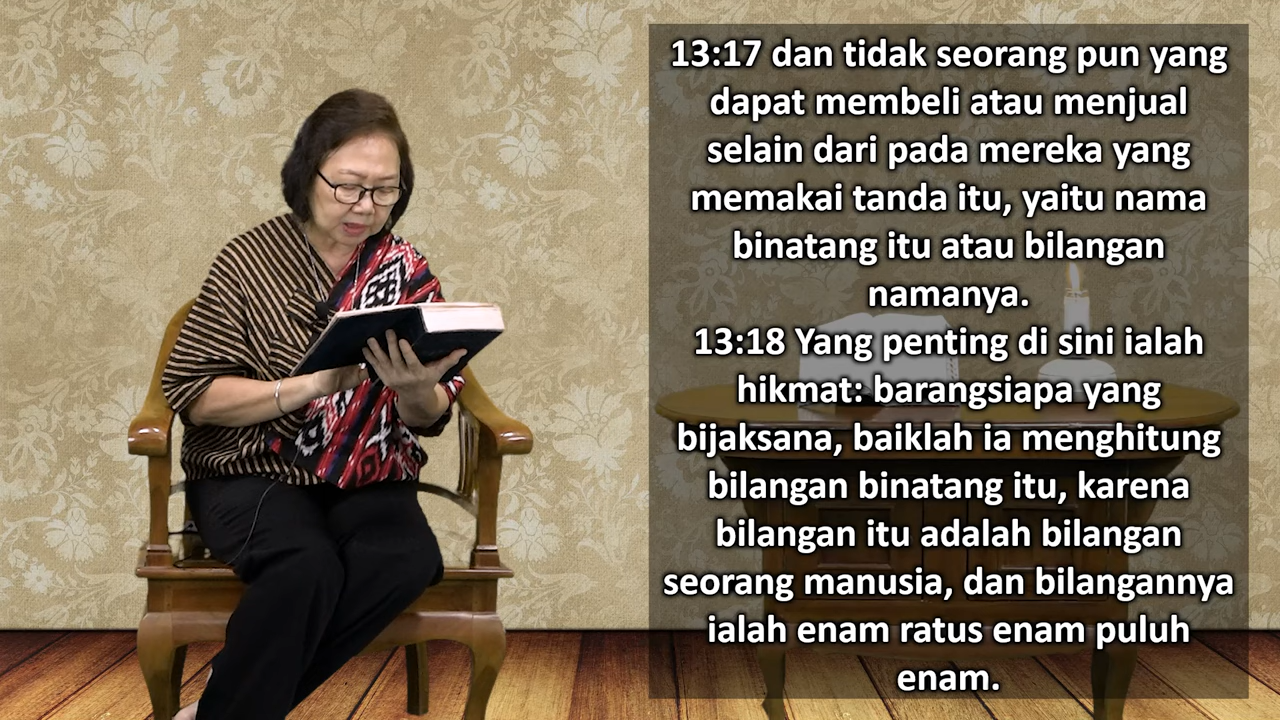 13:17 dan tidak seorang pun yang
dapat membeli atau menjual
selain dari pada mereka yang
memakai tanda itu, yaitu nama
binatang itu atau bilangan
namanya.
13:18 Yang penting di sini ialah
hikmat: barangsiapa yang
bijaksana, baiklah ia menghitung
bilangan binatang itu, karena
bilangan itu adalah bilangan
seorang manusia, dan bilangannya
ialah enam ratus enam puluh
enam.